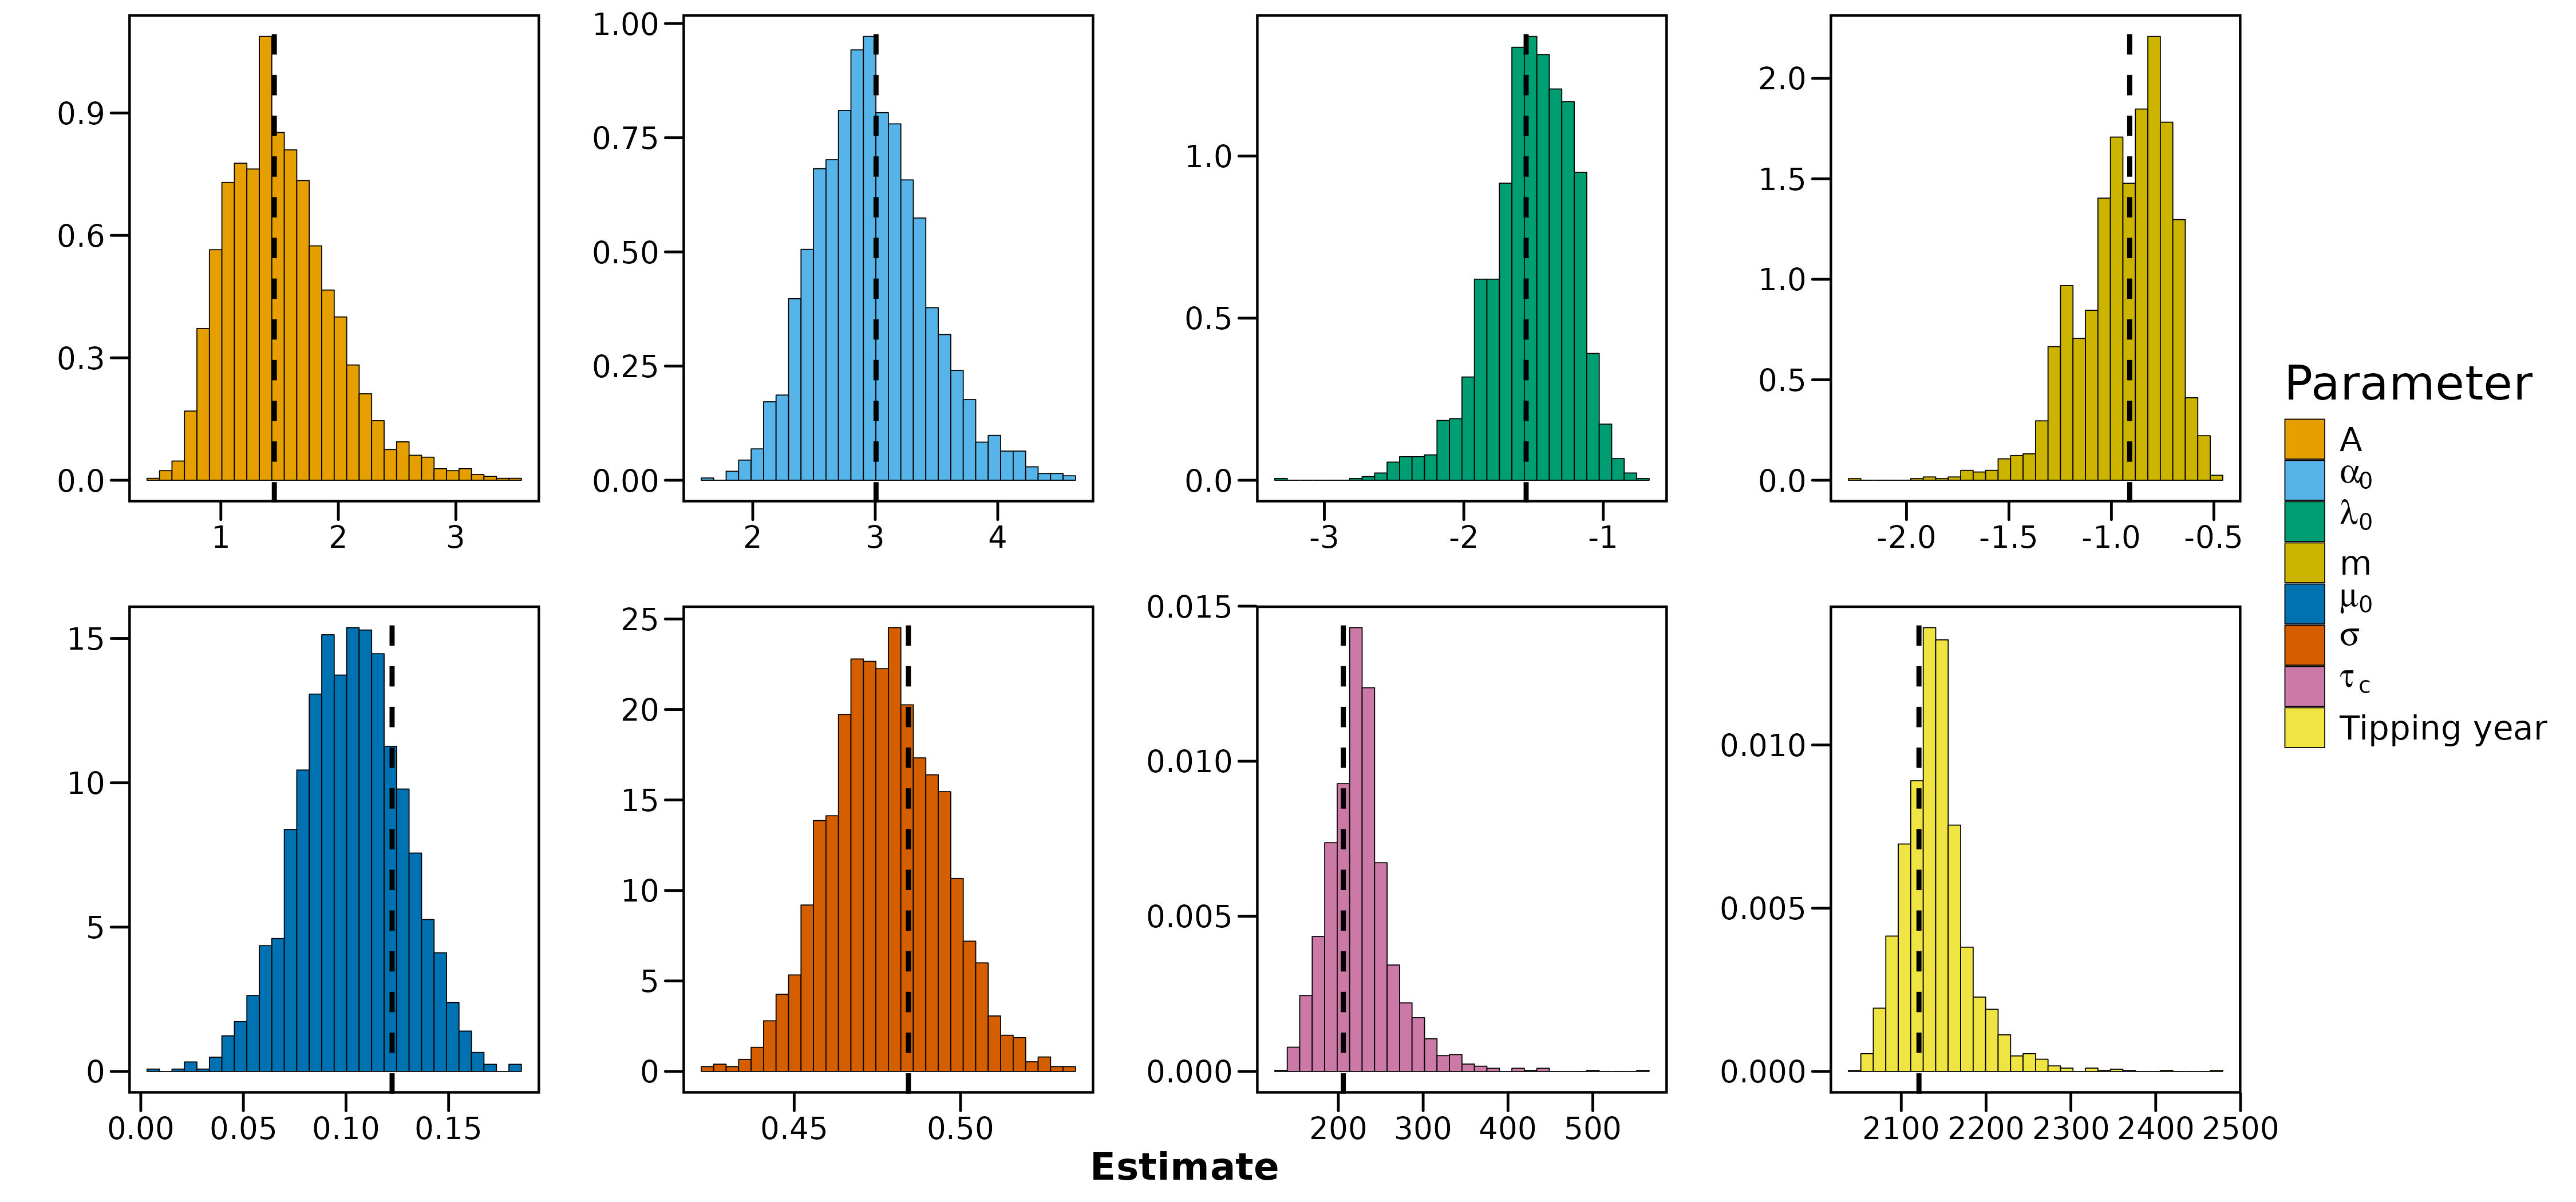 1.00
0.9
0.75
0.6
0.50
0.3
0.25
0.0
0.00
1.0
0.5
0.0
2.0
1.5
1.0
0.5
0.0
1 2 3
2 3 4
-3 -2 -1
-2.0 -1.5 -1.0 -0.5
15
10
5
0
25
20
15
10
5
0
0.015
0.010
0.005
0.000
0.010
0.005
0.000
0.00 0.05 0.10 0.15
0.45 0.50
200 300 400 500
2100 2200 2300 2400 2500
Estimate
Parameter
A
α0
λ0
m
μ0
σ
τc
Tipping year